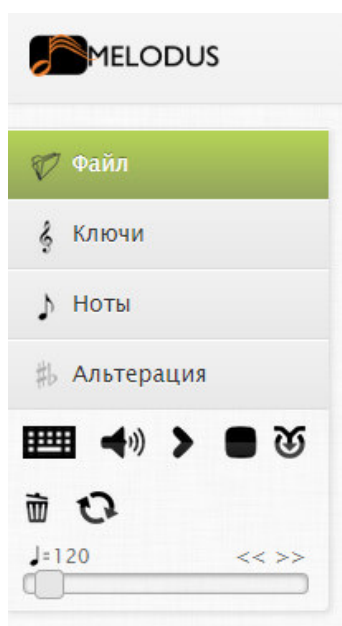 MELODUS
Файл
Ключи
Ноты
Альтерация
♩=120 << >>